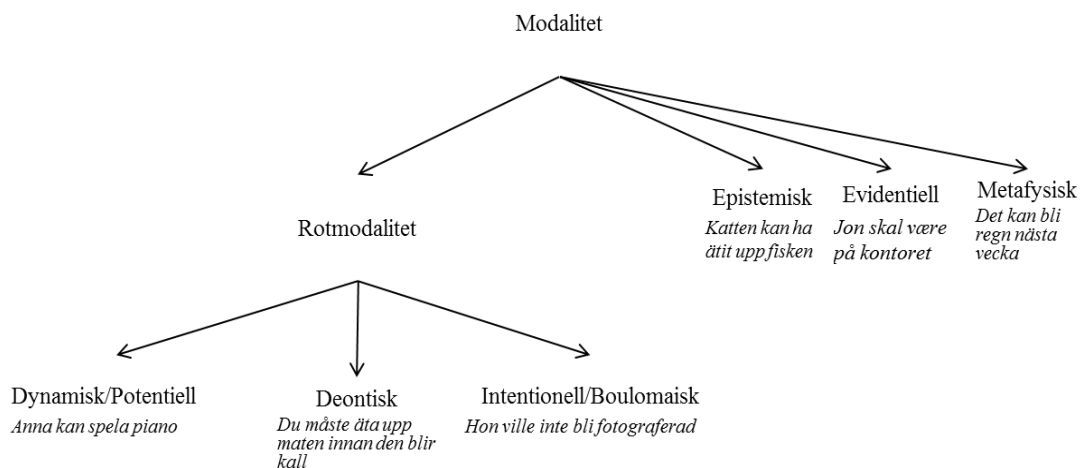 Modalitet
Epistemisk
Katten kan ha
ätit upp fisken
Evidentiell
Jon skal være
på kontoret
Metafysisk
Det kan bli
regn nästa
vecka
Rotmodalitet
Dynamisk/Potentiell
Anna kan spela piano
Deontisk
Du måste äta upp
maten innan den blir
kall
Intentionell/Boulomaisk
Hon ville inte bli fotograferad